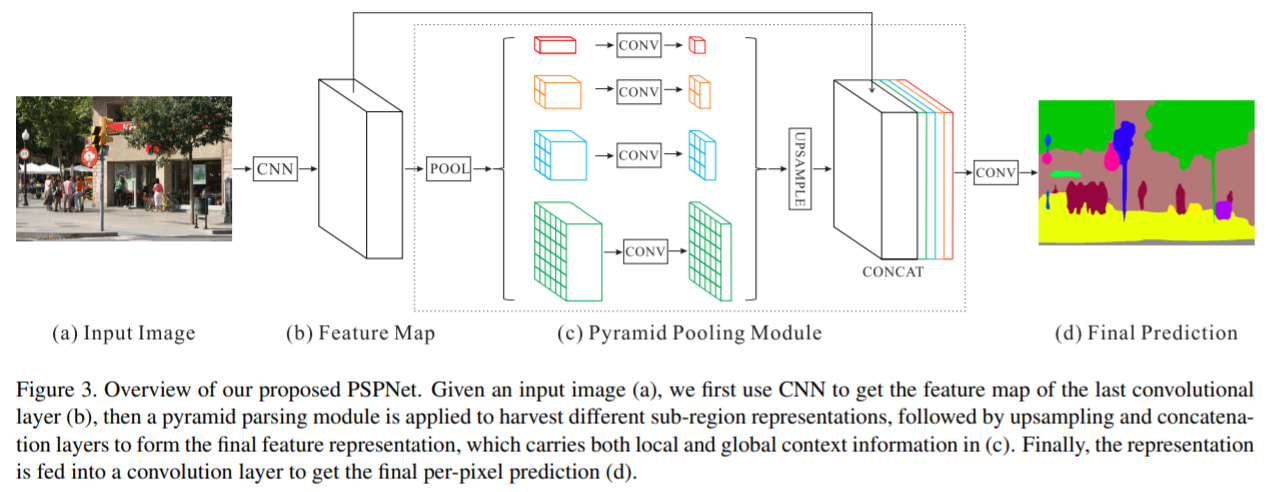 CNN
POOL
CONV
CONV
CONV
CONV
UPSAMPLE
CONCAT
CONV
(a) Input Image
(b) Feature Map
(c) Pyramid Pooling Module
(d) Final Prediction
Figure 3. Overview of our proposed PSPNet. Given an input image (a), we first use CNN to get the feature map of the last convolutional
layer (b), then a pyramid parsing module is applied to harvest different sub-region representations, followed by upsampling and concatena-
tion layers to form the final feature representation, which carries both local and global context information in (c). Finally, the representation
is fed into a convolution layer to get the final per-pixel prediction (d).